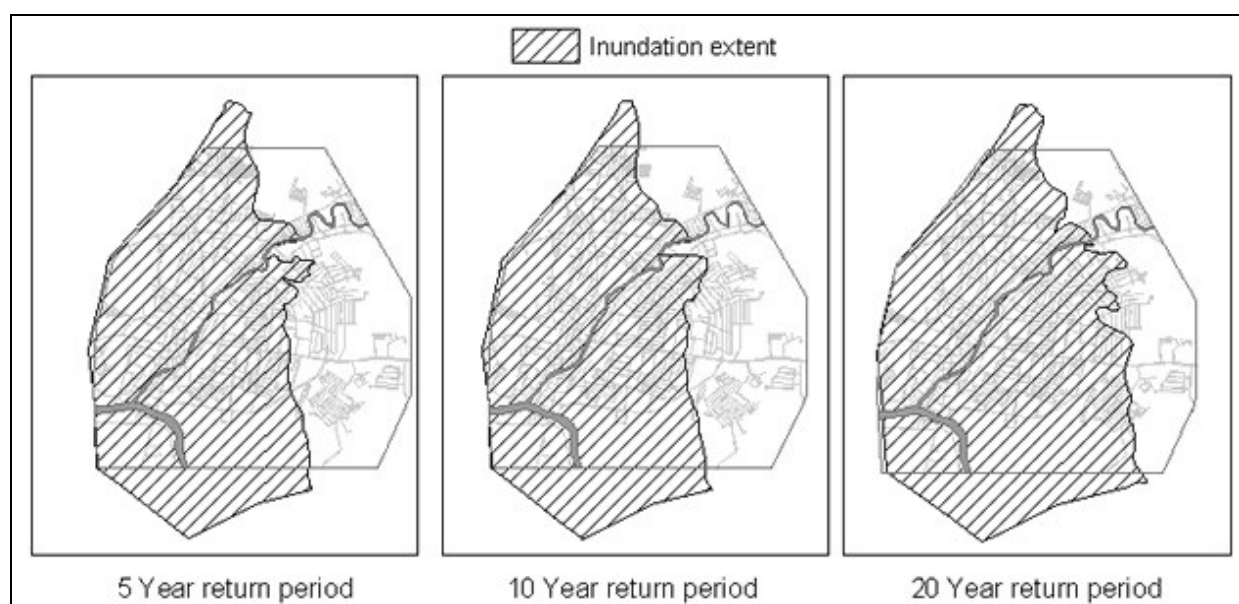 Inundation extent
5 Year return period
10 Year return period
20 Year return period